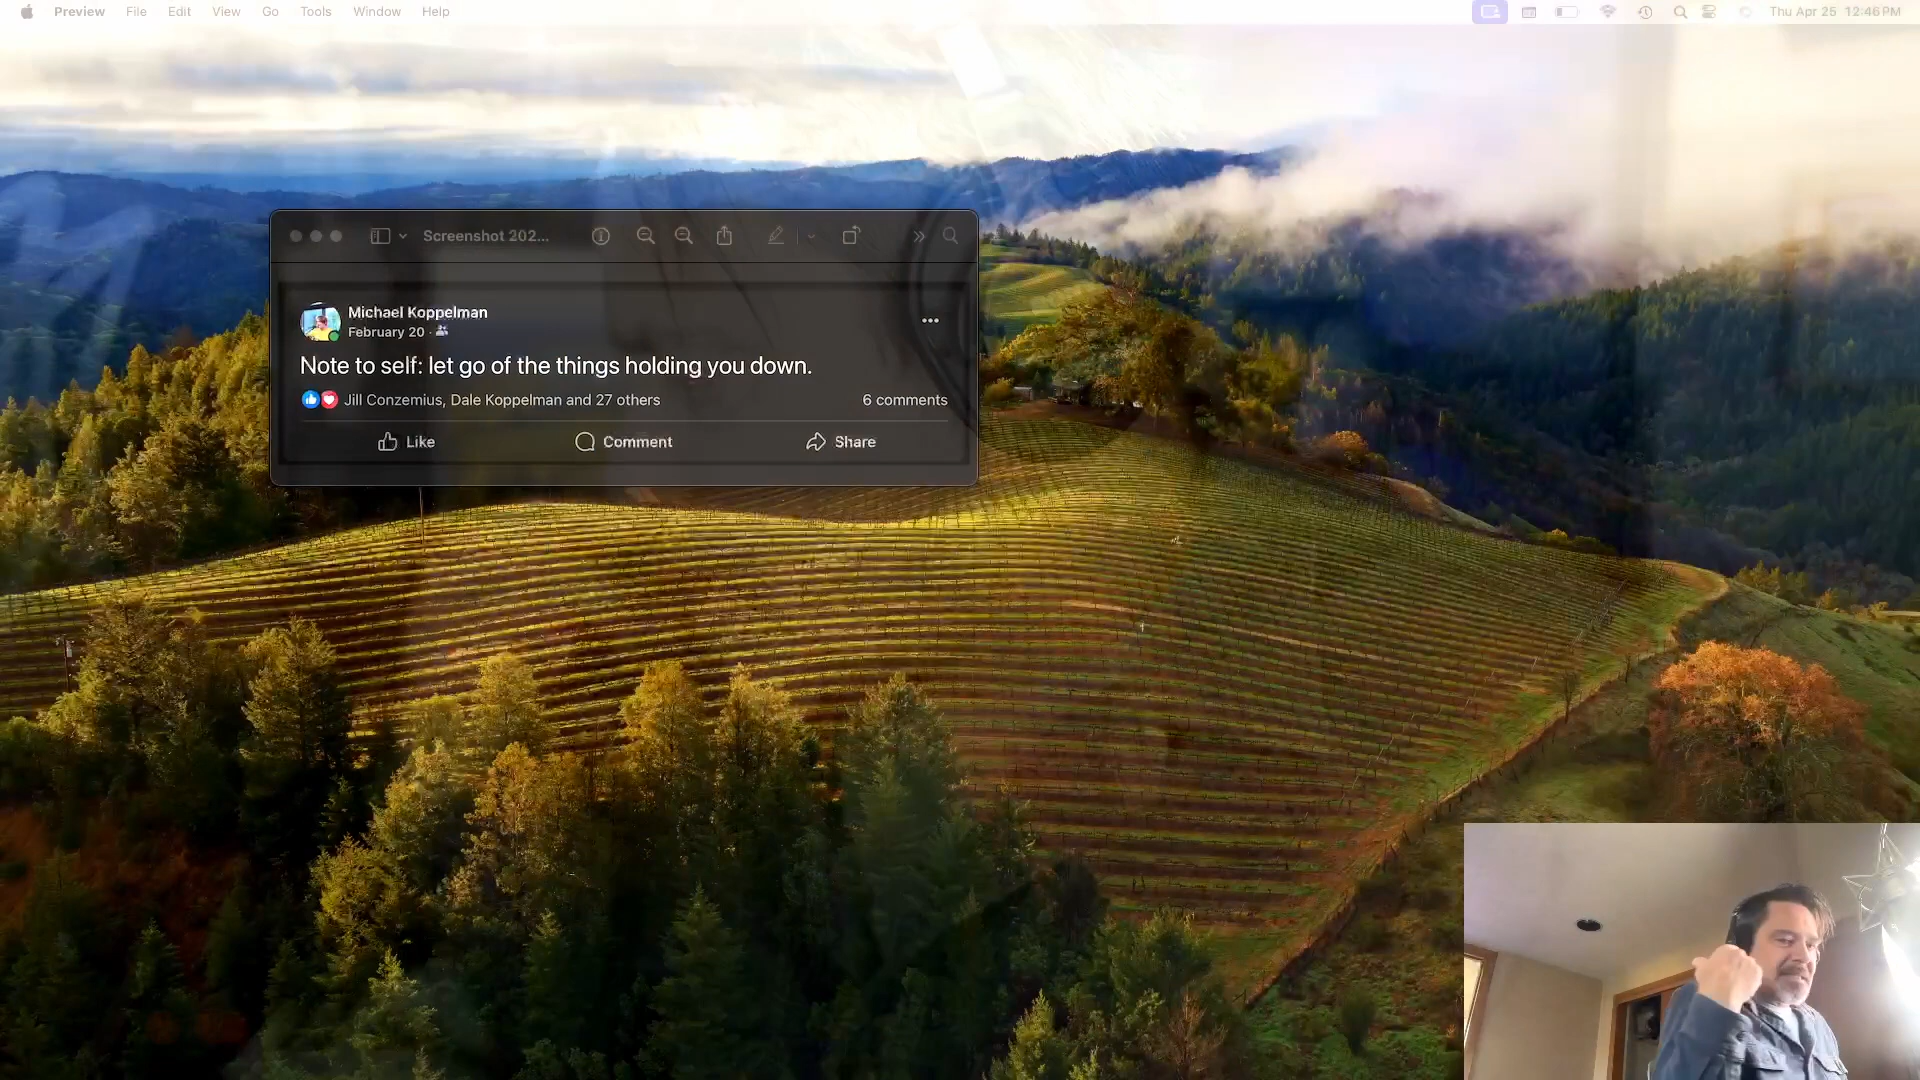 Preview File Edit View Go Tools Window Help
Thu Apr 25 12:46 PM
Screenshot 202...
Michael Koppelman
February 20 ·
Note to self: let go of the things holding you down.
Jill Conzemius, Dale Koppelman and 27 others
6 comments
Like Comment Share